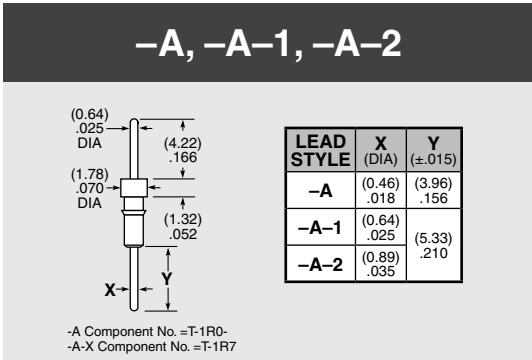 –A, –A–1, –A–2
(0.64)
.025
DIA
(4.22)
.166
(1.78)
.070
DIA
(1.32)
.052
X
Y
-A Component No. =T-1R0-
-A-X Component No. =T-1R7
LEAD STYLE X (DIA) Y (±.015)
–A (0.46) .018 (3.96) .156
–A–1 (0.64) .025 (5.33) .210
–A–2 (0.89) .035